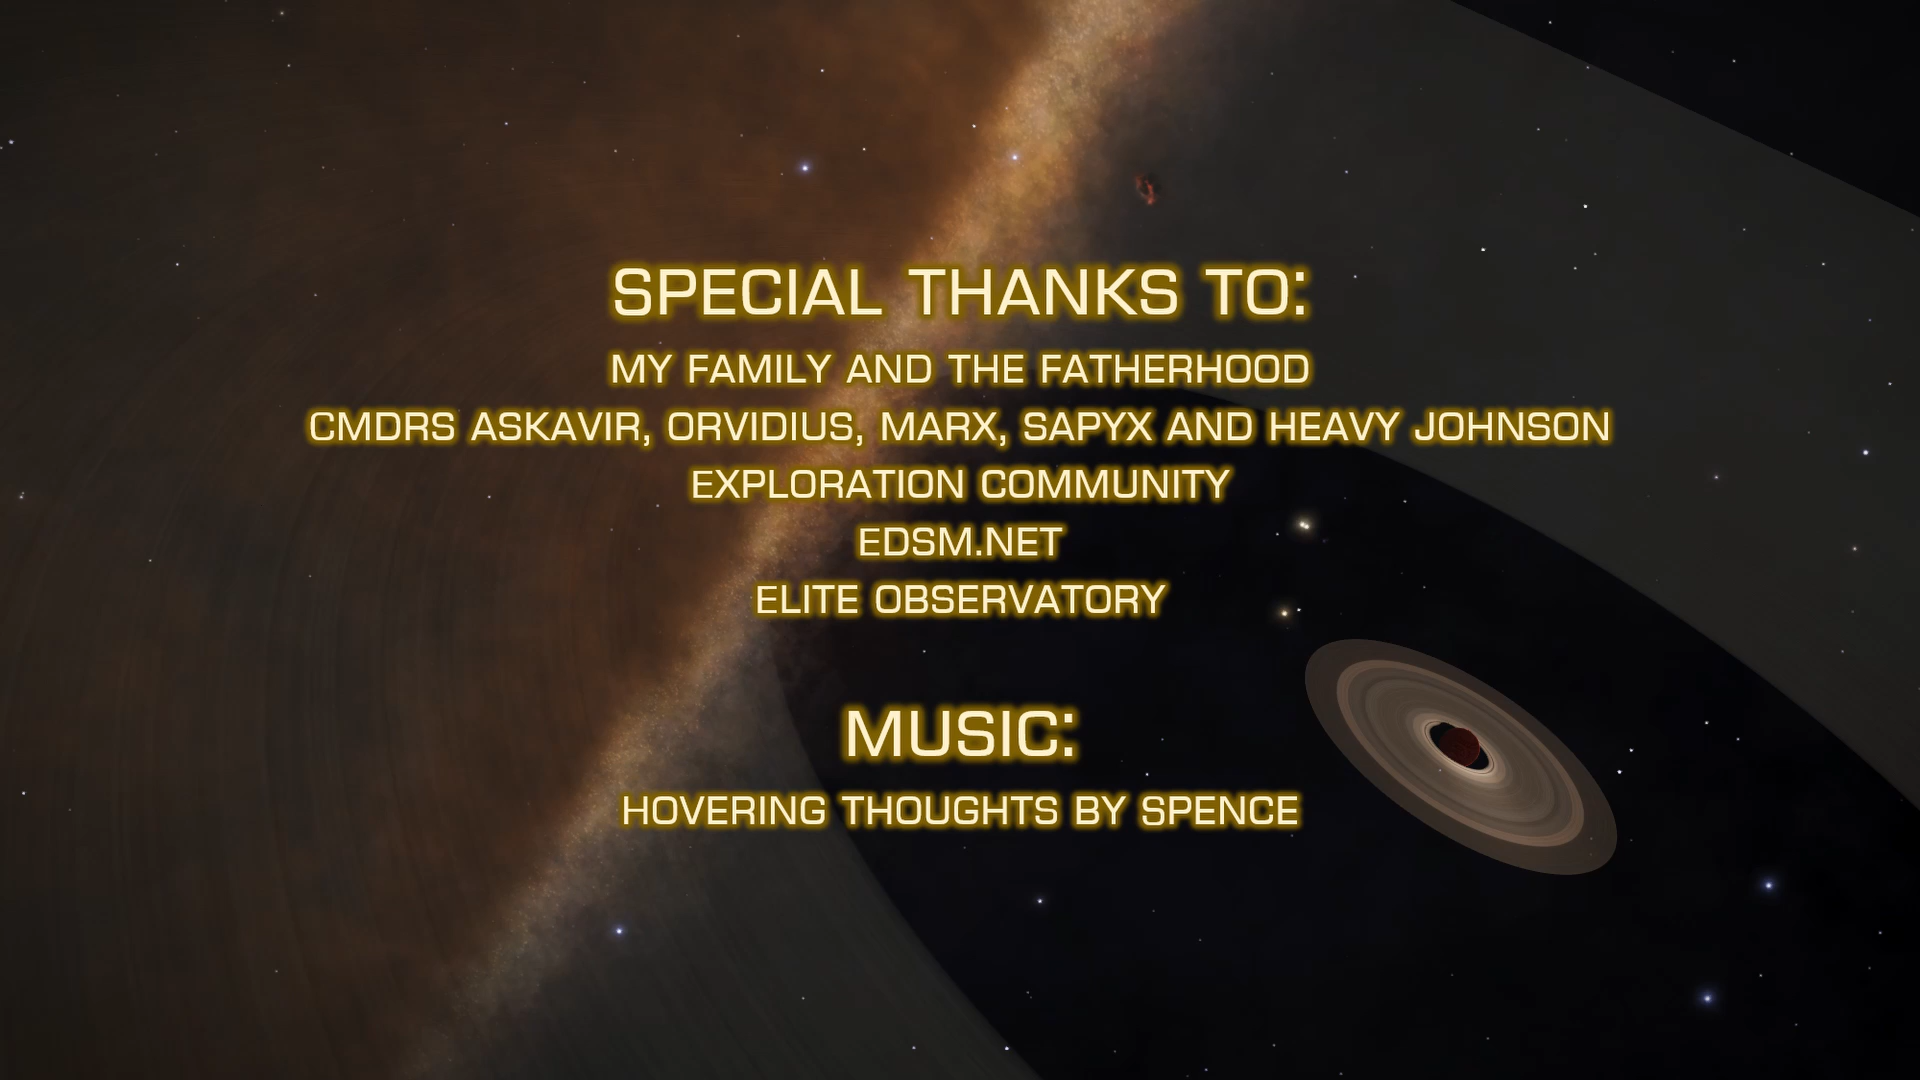 SPECIAL THANKS TO:
MY FAMILY AND THE FATHERHOOD
CMDRS ASKAVIR, ORVIDIUS, MARX, SAPYX AND HEAVY JOHNSON
EXPLORATION COMMUNITY
EDSM.NET
ELITE OBSERVATORY
MUSIC:
HOVERING THOUGHTS BY SPENCE